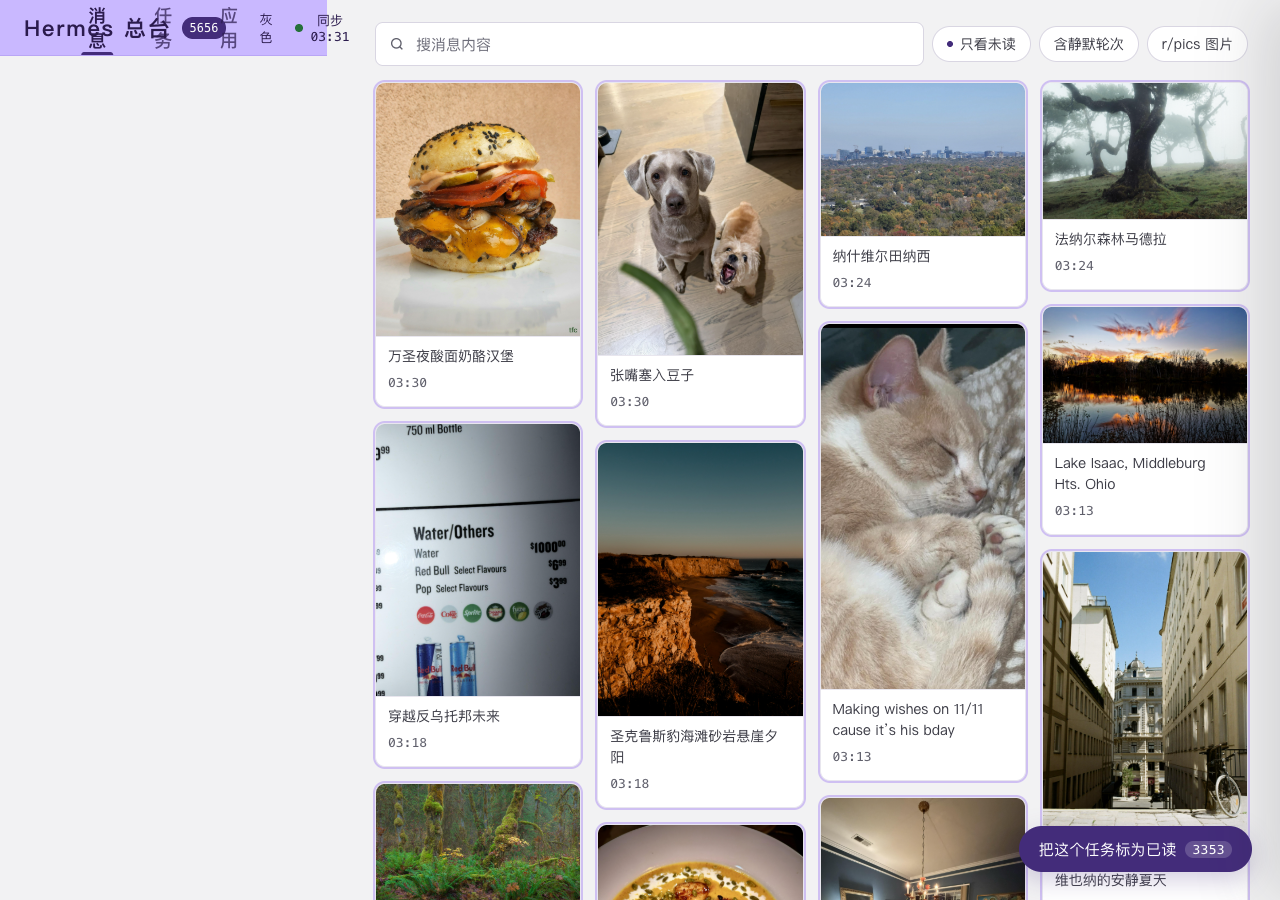 Hermes 总台
消息
任务
5656
应用
灰色
同步
03:31
搜消息内容
只看未读
含静默轮次
r/pics 图片
tfc
万圣夜酸面奶酪汉堡
03:30
张嘴塞入豆子
03:30
纳什维尔田纳西
03:24
法纳尔森林马德拉
03:24
750 ml Bottle
Water/Others
Water $1000⁰⁰
Red Bull Select Flavours $6⁹⁹
Pop Select Flavours $3⁹⁹
穿越反乌托邦未来
03:18
圣克鲁斯豹海滩砂岩悬崖夕
阳
03:18
Making wishes on 11/11
cause it's his bday
03:13
Lake Isaac, Middleburg
Hts. Ohio
03:13
把这个任务标为已读 3353
维也纳的安静夏天